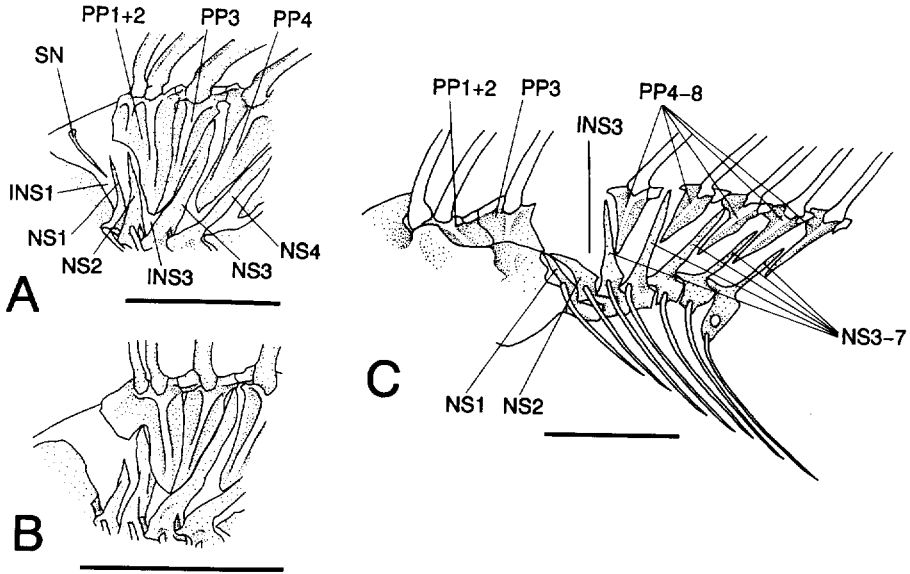 PP1+2
PP3
PP4
SN
INS1
NS1
NS2
INS3
NS3
NS4
A
B
PP1+2
PP3
INS3
PP4-8
NS3-7
NS1
NS2
C